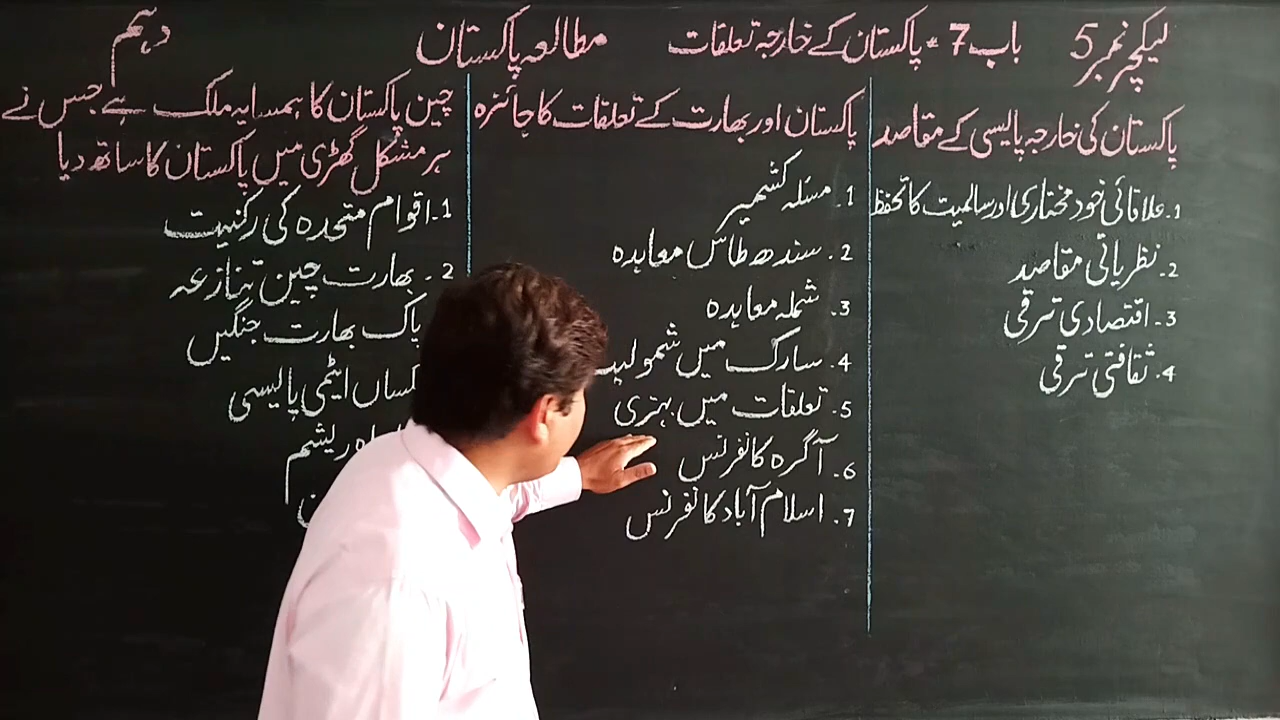 لیکچر نمبر 5 باب 7 - پاکستان کے خارجہ تعلقات مطالعہ پاکستان دہم
پاکستان کی خارجہ پالیسی کے مقاصد
1. علاقائی خود مختاری اور سالمیت کا تحفظ
2. نظریاتی مقاصد
3. اقتصادی ترقی
4. ثقافتی ترقی
پاکستان اور بھارت کے تعلقات کا جائزہ
1. مسئلہ کشمیر
2. سندھ طاس معاہدہ
3. شملہ معاہدہ
4. سارک میں
5. تعلقات میں بہتری
6. آگرہ کانفرنس
7. اسلام آباد کانفرنس
چین پاکستان کا ہمسایہ ملک ہے جس نے
ہر مشکل گھڑی میں پاکستان کا ساتھ دیا
1. اقوام متحدہ کی رکنیت
2. بھارت چین تنازعہ
پاک بھارت جنگیں
ایٹمی پالیسی
ریشم